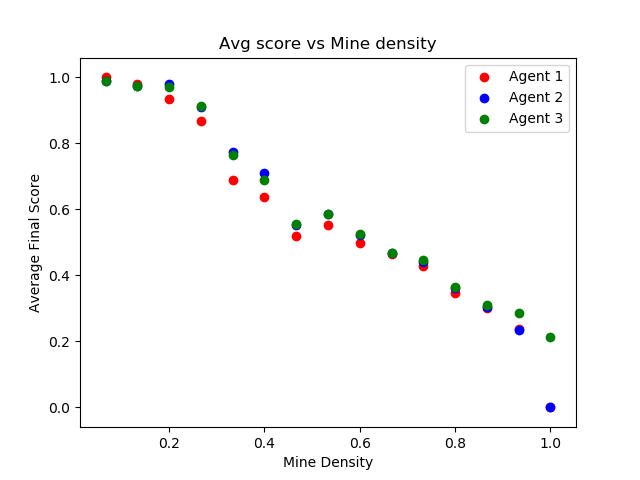 Avg score vs Mine density
Agent 1
Agent 2
Agent 3
Average Final Score
1.0
0.8
0.6
0.4
0.2
0.0
0.2 0.4 0.6 0.8 1.0
Mine Density